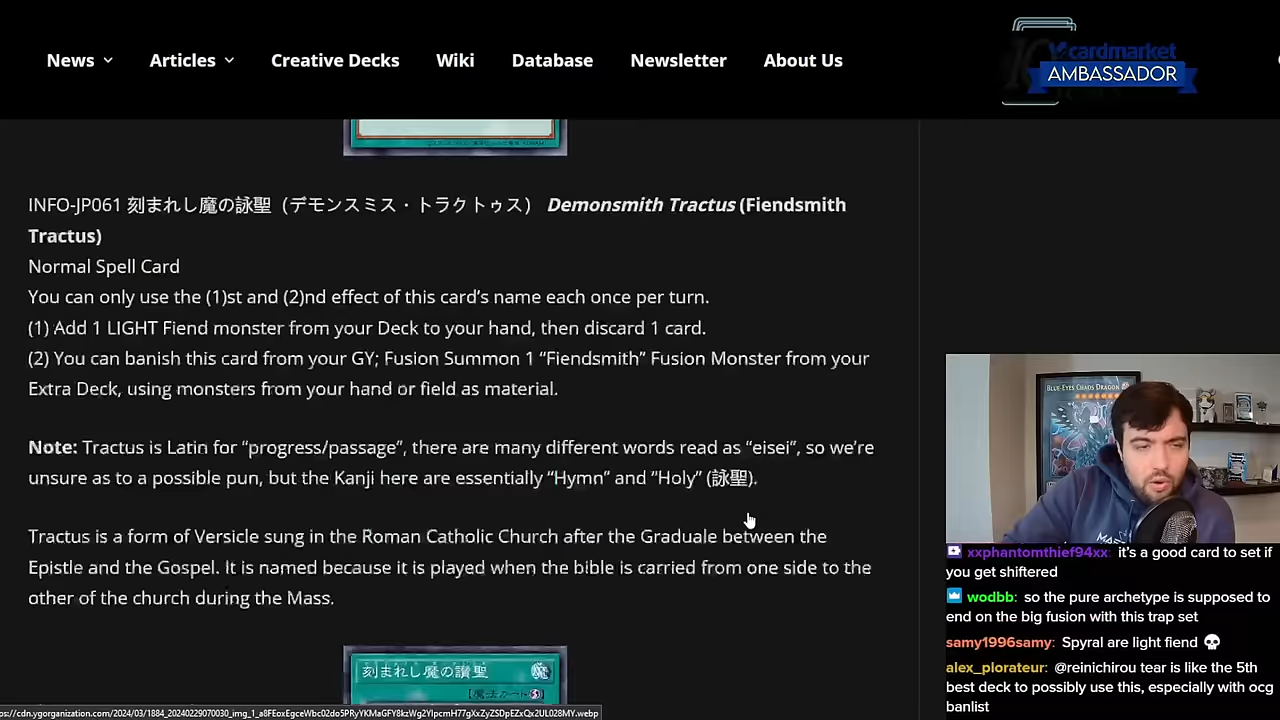 News
Articles
Creative Decks
Wiki
Database
Newsletter
About Us
cardmarket
AMBASSADOR
INFO-JP061 刻まれし魔の詠聖（デモンスミス・トラクトゥス） Demonsmith Tractus (Fiendsmith
Tractus)
Normal Spell Card
You can only use the (1)st and (2)nd effect of this card’s name each once per turn.
(1) Add 1 LIGHT Fiend monster from your Deck to your hand, then discard 1 card.
(2) You can banish this card from your GY; Fusion Summon 1 “Fiendsmith” Fusion Monster from your
Extra Deck, using monsters from your hand or field as material.
Note: Tractus is Latin for “progress/passage”, there are many different words read as “eisei”, so we’re
unsure as to a possible pun, but the Kanji here are essentially “Hymn” and “Holy” (詠聖).
Tractus is a form of Versicle sung in the Roman Catholic Church after the Graduale between the
Epistle and the Gospel. It is named because it is played when the bible is carried from one side to the
other of the church during the Mass.
刻まれし魔の讃聖
【魔法カード】
BLUE-EYES CHAOS DRAGON
xxphantomthief94xx: it's a good card to set if
you get shiftered
wodbb: so the pure archetype is supposed to
end on the big fusion with this trap set
samy1996samy: Spyral are light fiend 💀
alex_plorateur: @reinichirou tear is like the 5th
best deck to possibly use this, especially with ocg
banlist